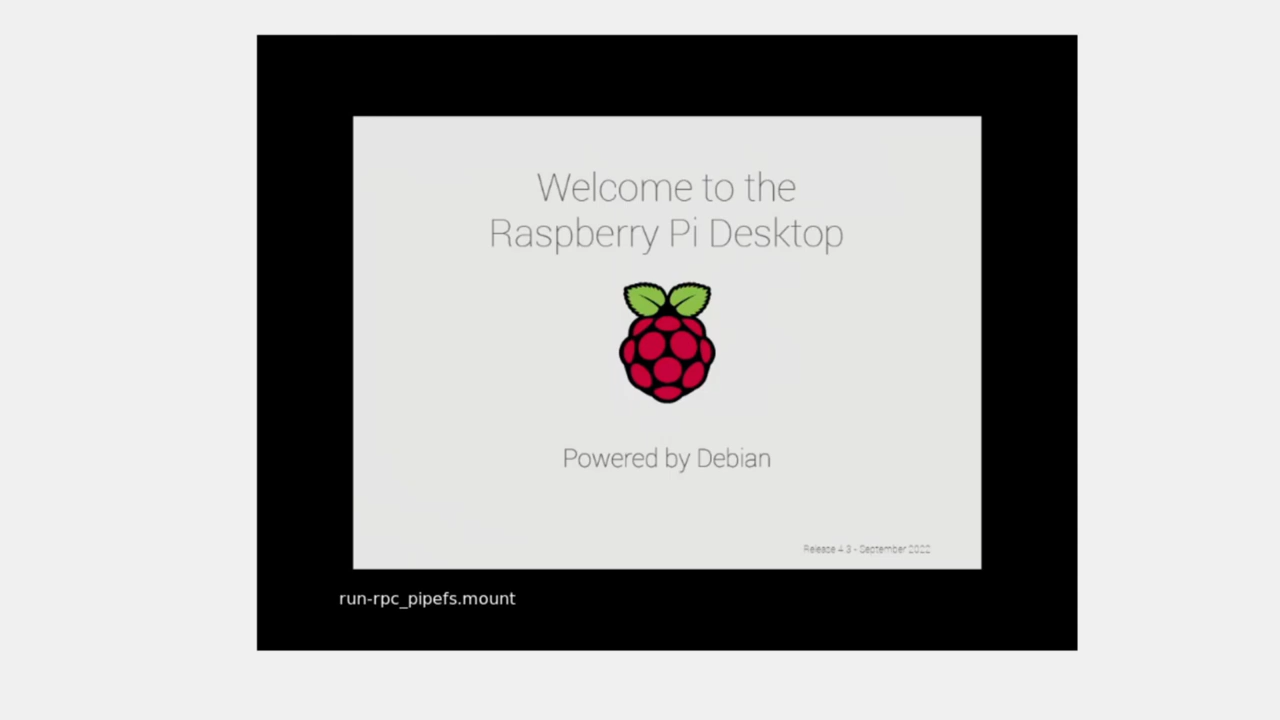 Welcome to the
Raspberry Pi Desktop
Powered by Debian
Release 4.3 - September 2022
run-rpc_pipefs.mount